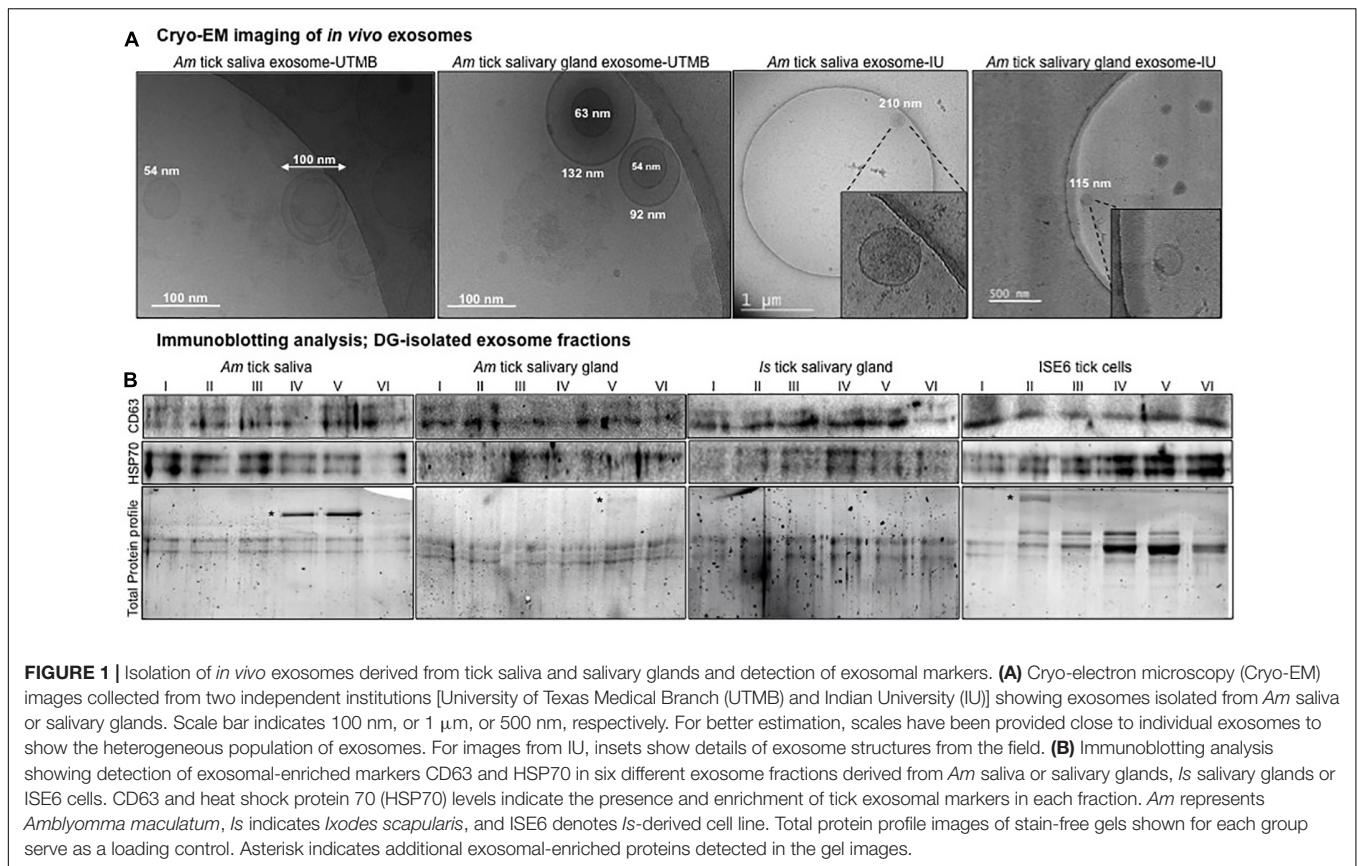 A Cryo-EM imaging of in vivo exosomes
Am tick saliva exosome-UTMB
Am tick salivary gland exosome-UTMB
Am tick saliva exosome-IU
Am tick salivary gland exosome-IU
54 nm
100 nm
100 nm
63 nm
132 nm
54 nm
92 nm
100 nm
210 nm
1 μm
115 nm
500 nm
Immunoblotting analysis; DG-isolated exosome fractions
B
Am tick saliva
Am tick salivary gland
Is tick salivary gland
ISE6 tick cells
I II III IV V VI
I II III IV V VI
I II III IV V VI
I II III IV V VI
CD63
HSP70
Total Protein profile
*
*
*
FIGURE 1 | Isolation of in vivo exosomes derived from tick saliva and salivary glands and detection of exosomal markers. (A) Cryo-electron microscopy (Cryo-EM)
images collected from two independent institutions [University of Texas Medical Branch (UTMB) and Indian University (IU)] showing exosomes isolated from Am saliva
or salivary glands. Scale bar indicates 100 nm, or 1 μm, or 500 nm, respectively. For better estimation, scales have been provided close to individual exosomes to
show the heterogeneous population of exosomes. For images from IU, insets show details of exosome structures from the field. (B) Immunoblotting analysis
showing detection of exosomal-enriched markers CD63 and HSP70 in six different exosome fractions derived from Am saliva or salivary glands, Is salivary glands or
ISE6 cells. CD63 and heat shock protein 70 (HSP70) levels indicate the presence and enrichment of tick exosomal markers in each fraction. Am represents
Amblyomma maculatum, Is indicates Ixodes scapularis, and ISE6 denotes Is-derived cell line. Total protein profile images of stain-free gels shown for each group
serve as a loading control. Asterisk indicates additional exosomal-enriched proteins detected in the gel images.